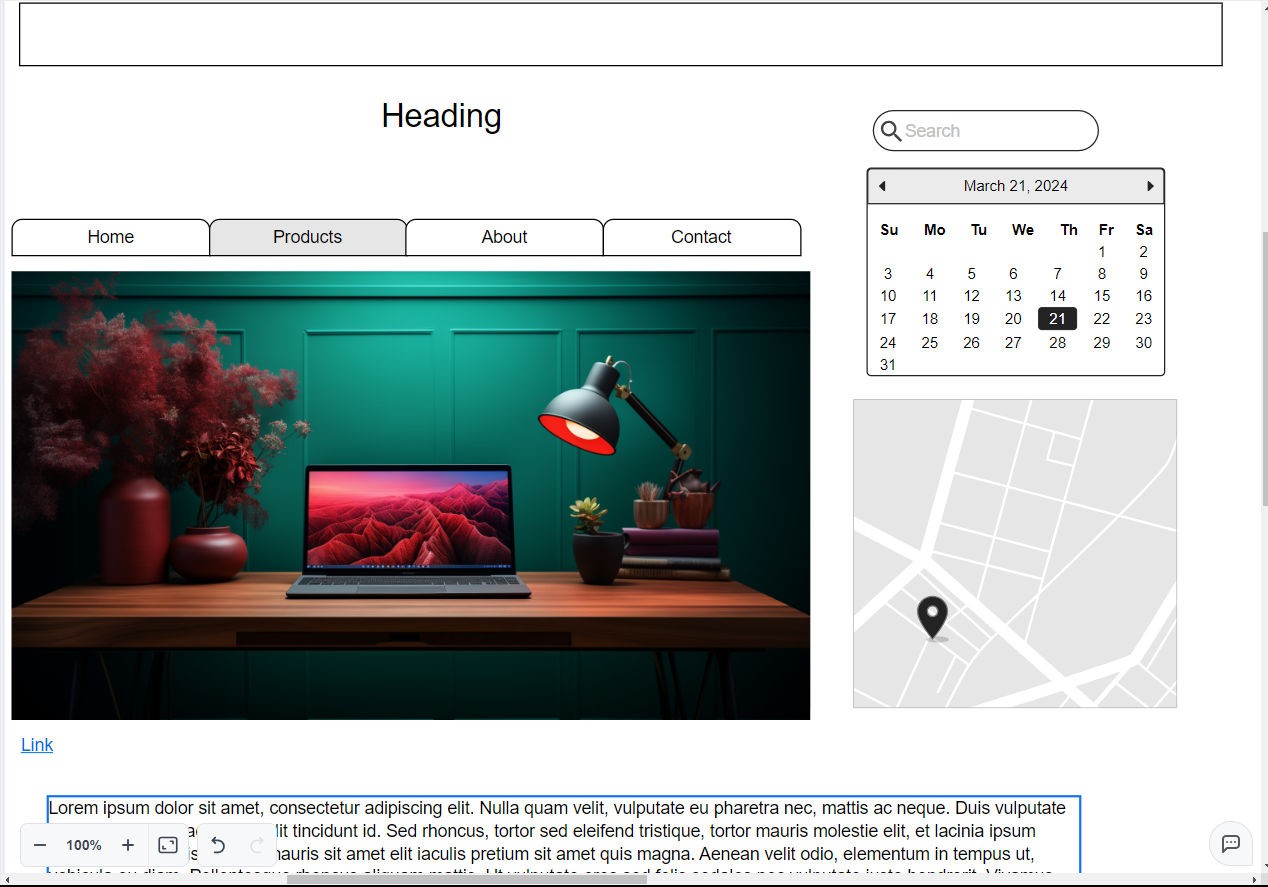 Heading
Search
March 21, 2024
Home Products About Contact
Su Mo Tu We Th Fr Sa
1 2
3 4 5 6 7 8 9
10 11 12 13 14 15 16
17 18 19 20 21 22 23
24 25 26 27 28 29 30
31
Link
Lorem ipsum dolor sit amet, consectetur adipiscing elit. Nulla quam velit, vulputate eu pharetra nec, mattis ac neque. Duis vulputate
tincidunt id. Sed rhoncus, tortor sed eleifend tristique, tortor mauris molestie elit, et lacinia ipsum
mauris sit amet elit iaculis pretium sit amet quis magna. Aenean velit odio, elementum in tempus ut,
100%